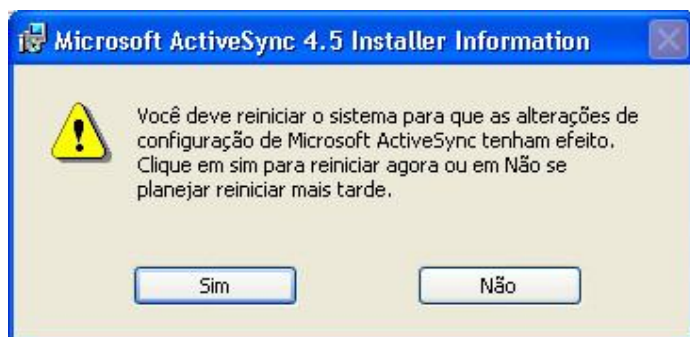 Microsoft ActiveSync 4.5 Installer Information
Você deve reiniciar o sistema para que as alterações de
configuração de Microsoft ActiveSync tenham efeito.
Clique em sim para reiniciar agora ou em Não se
planejar reiniciar mais tarde.
Sim
Não